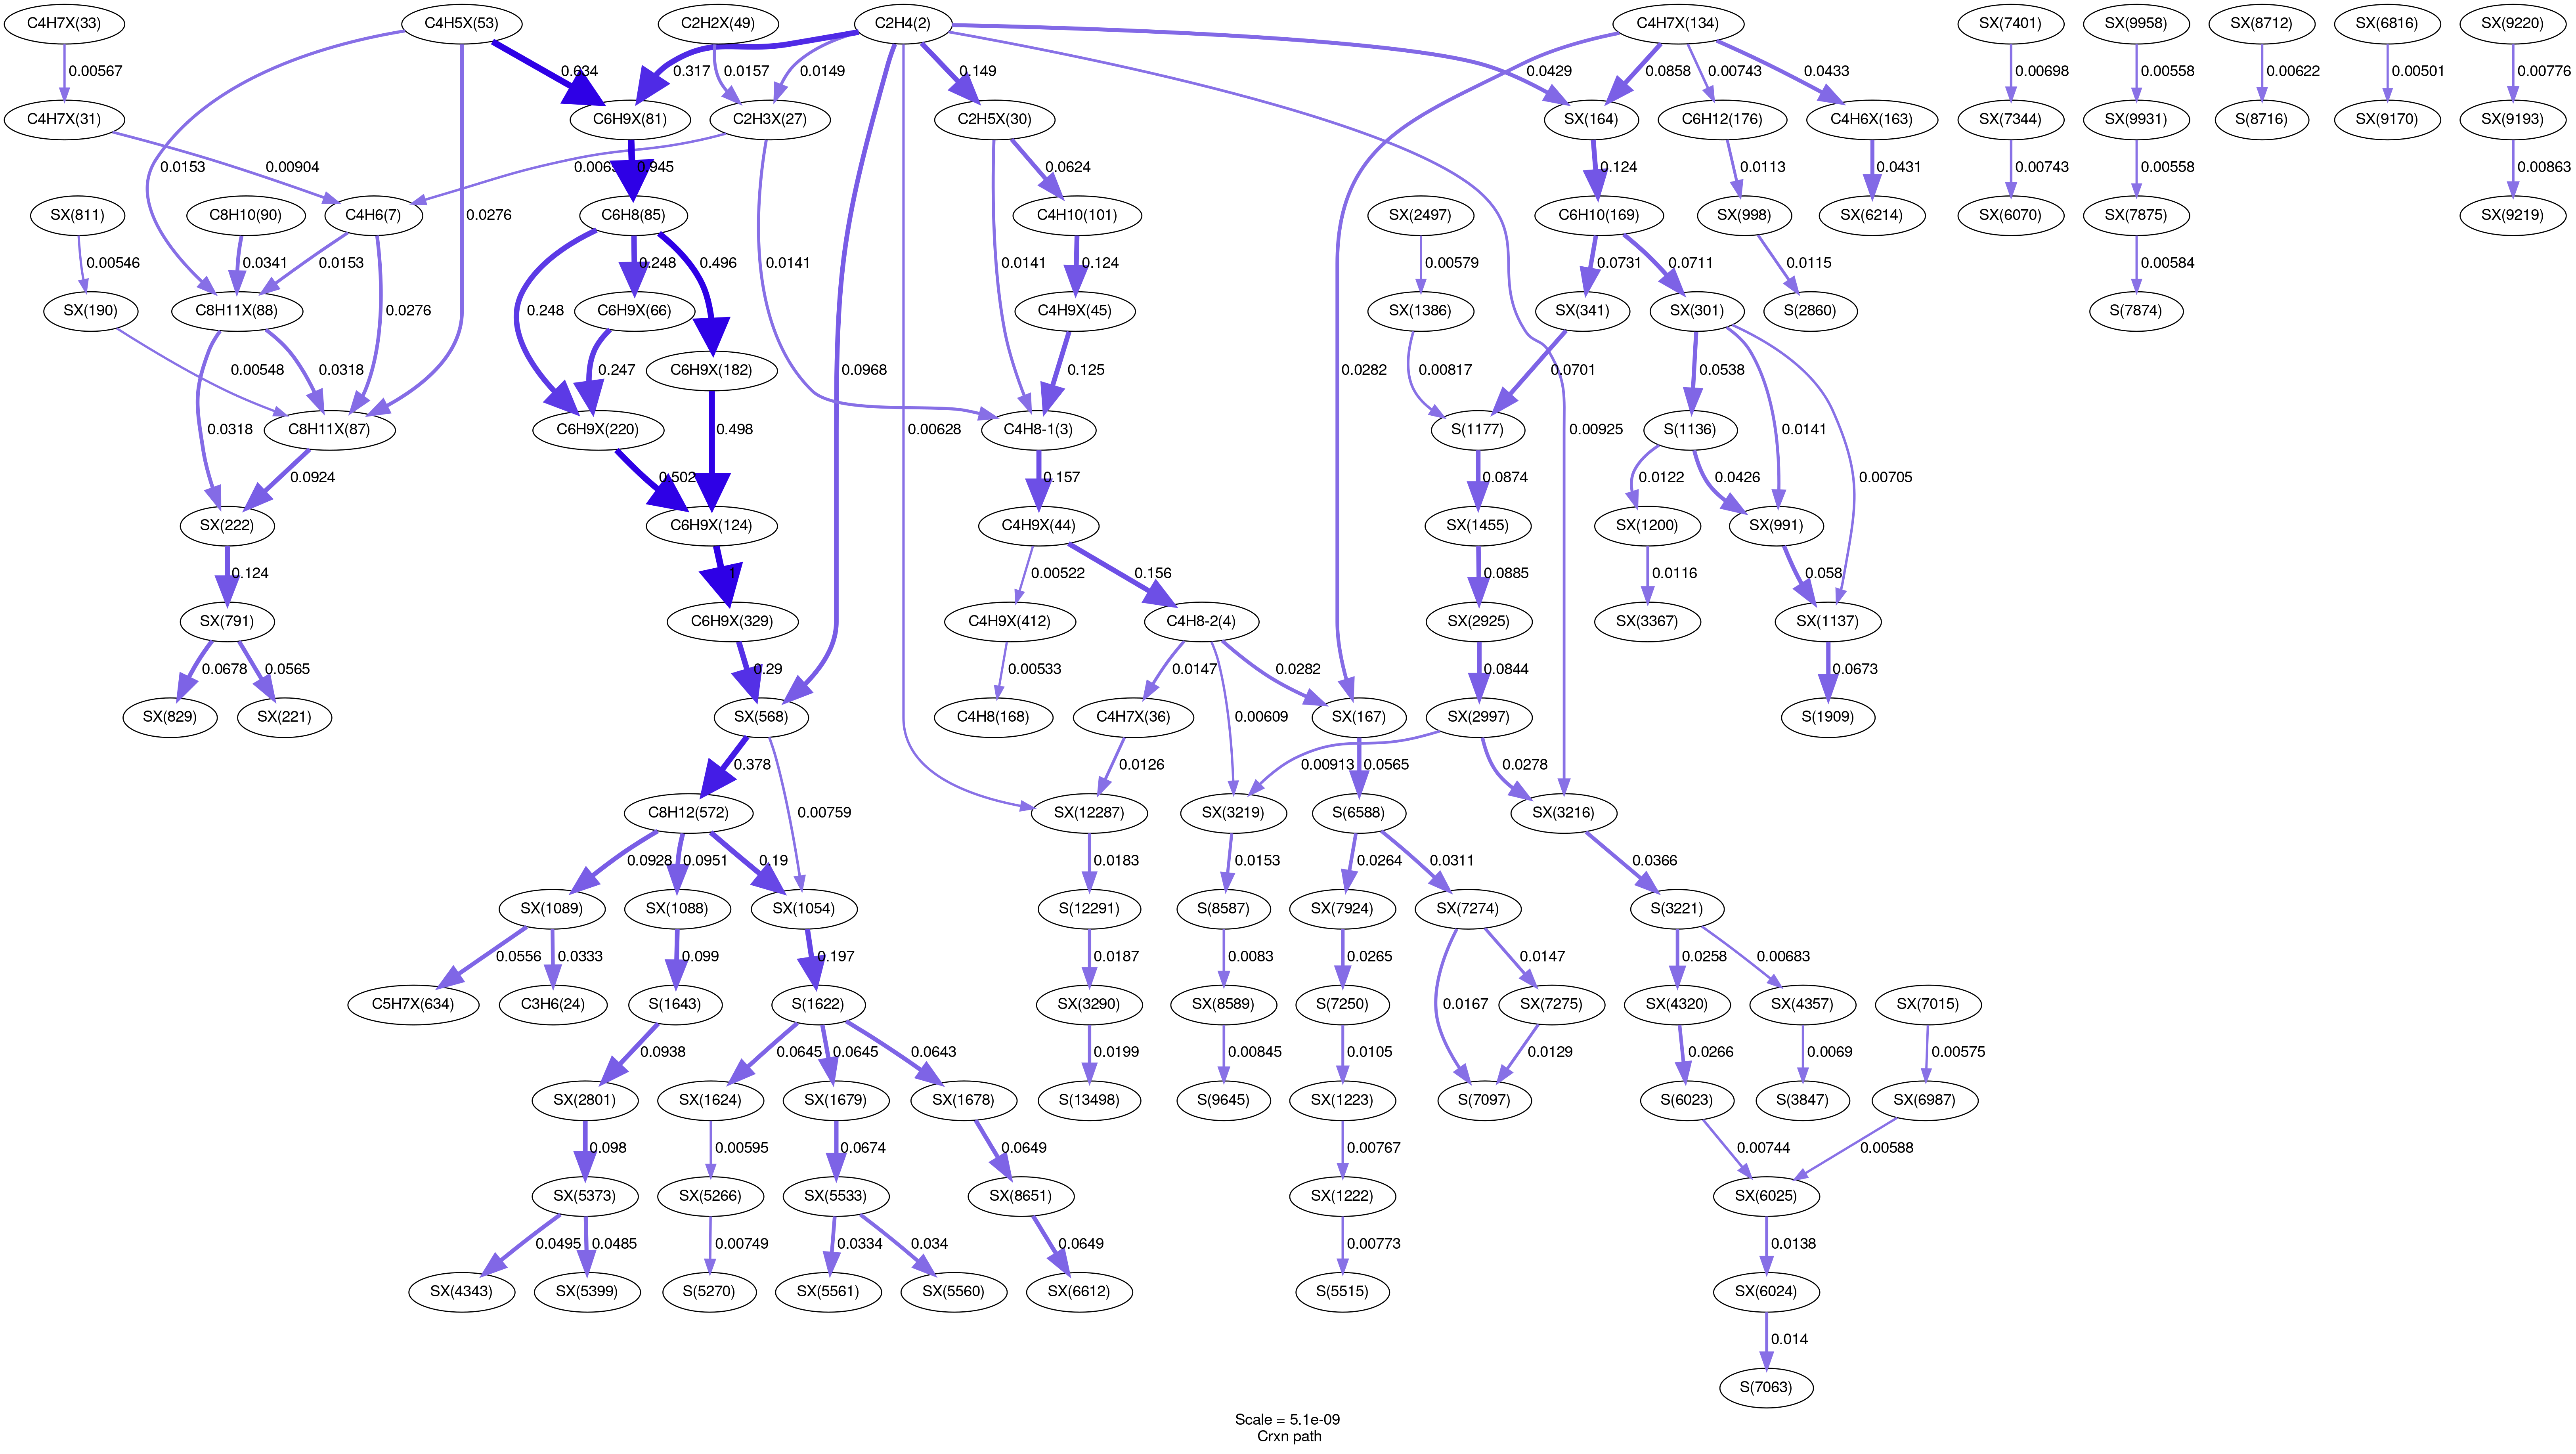 C4H7X(33)
C4H5X(53)
C2H2X(49)
C2H4(2)
C4H7X(134)
SX(7401)
SX(9958)
SX(8712)
SX(6816)
SX(9220)
0.00567
0.634
0.317
0.0157
0.0149
0.149
0.0429
0.0858
0.00743
0.0433
0.00698
0.00558
0.00622
0.00501
0.00776
C4H7X(31)
C6H9X(81)
C2H3X(27)
C2H5X(30)
SX(164)
C6H12(176)
C4H6X(163)
SX(7344)
SX(9931)
S(8716)
SX(9170)
SX(9193)
0.0153
0.00904
0.945
0.0624
0.124
0.0113
0.0431
0.00743
0.00558
0.00863
SX(811)
C8H10(90)
C4H6(7)
0.0276
C6H8(85)
C4H10(101)
SX(2497)
C6H10(169)
SX(998)
SX(6214)
SX(6070)
SX(7875)
SX(9219)
0.00546
0.0341
0.0153
0.248
0.496
0.0141
0.0141
0.124
0.00579
0.0731
0.0711
0.0115
0.00584
SX(190)
C8H11X(88)
0.0276
0.248
C6H9X(66)
C4H9X(45)
0.0282
SX(1386)
SX(341)
SX(301)
S(2860)
S(7874)
0.00548
0.0318
0.247
C6H9X(182)
0.0968
0.125
0.00817
0.0701
0.0538
0.0141
0.00705
0.0318
C8H11X(87)
C6H9X(220)
0.498
0.00628
C4H8-1(3)
S(1177)
0.00925
S(1136)
0.0924
0.502
0.157
0.0874
0.0122
0.0426
SX(222)
C6H9X(124)
C4H9X(44)
SX(1455)
SX(1200)
SX(991)
0.124
1
0.00522
0.156
0.0885
0.0116
0.058
SX(791)
C6H9X(329)
C4H9X(412)
C4H8-2(4)
SX(2925)
SX(3367)
SX(1137)
0.0678
0.0565
0.29
0.00533
0.0147
0.0282
0.0844
0.0673
SX(829)
SX(221)
SX(568)
C4H8(168)
C4H7X(36)
0.00609
SX(167)
SX(2997)
S(1909)
0.378
0.0126
0.00913
0.0565
0.0278
C8H12(572)
0.00759
SX(12287)
SX(3219)
S(6588)
SX(3216)
0.0928
0.0951
0.19
0.0183
0.0153
0.0264
0.0311
0.0366
SX(1089)
SX(1088)
SX(1054)
S(12291)
S(8587)
SX(7924)
SX(7274)
S(3221)
0.0556
0.0333
0.099
0.197
0.0187
0.0083
0.0265
0.0147
0.0258
0.00683
C5H7X(634)
C3H6(24)
S(1643)
S(1622)
SX(3290)
SX(8589)
S(7250)
0.0167
SX(7275)
SX(4320)
SX(4357)
SX(7015)
0.0938
0.0645
0.0645
0.0643
0.0199
0.00845
0.0105
0.0129
0.0266
0.0069
0.00575
SX(2801)
SX(1624)
SX(1679)
SX(1678)
S(13498)
S(9645)
SX(1223)
S(7097)
S(6023)
S(3847)
SX(6987)
0.098
0.00595
0.0674
0.0649
0.00767
0.00744
0.00588
SX(5373)
SX(5266)
SX(5533)
SX(8651)
SX(1222)
SX(6025)
0.0495
0.0485
0.00749
0.0334
0.034
0.0649
0.00773
0.0138
SX(4343)
SX(5399)
S(5270)
SX(5561)
SX(5560)
SX(6612)
S(5515)
SX(6024)
0.014
S(7063)
Scale = 5.1e-09
Crxn path